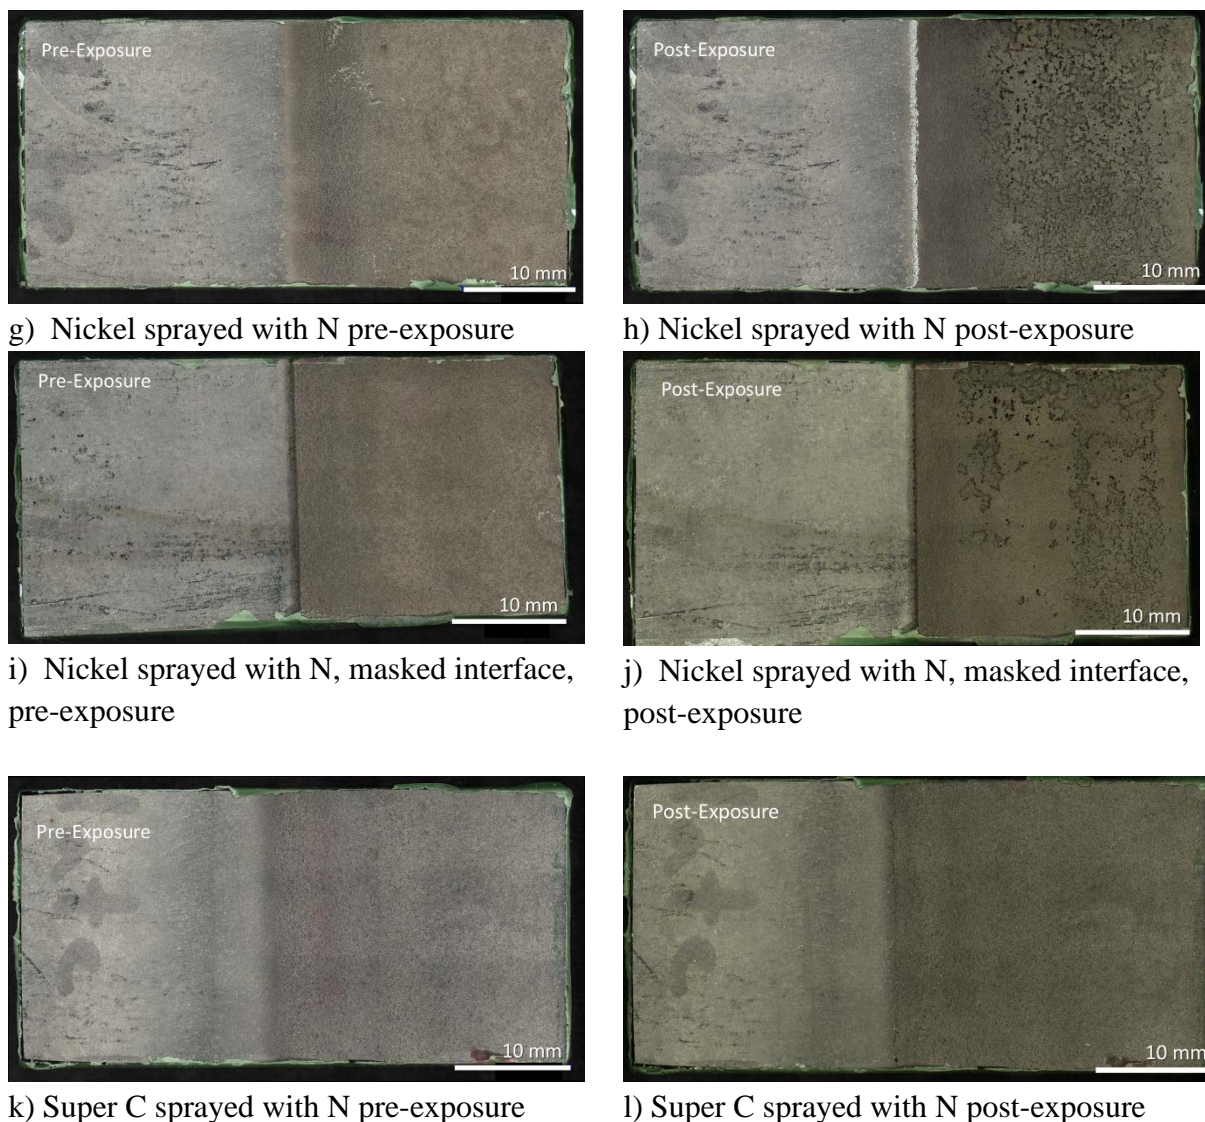 Pre-Exposure
Post-Exposure
10 mm
10 mm
g) Nickel sprayed with N pre-exposure
h) Nickel sprayed with N post-exposure
Pre-Exposure
Post-Exposure
10 mm
10 mm
i) Nickel sprayed with N, masked interface,
pre-exposure
j) Nickel sprayed with N, masked interface,
post-exposure
Pre-Exposure
Post-Exposure
10 mm
10 mm
k) Super C sprayed with N pre-exposure
l) Super C sprayed with N post-exposure